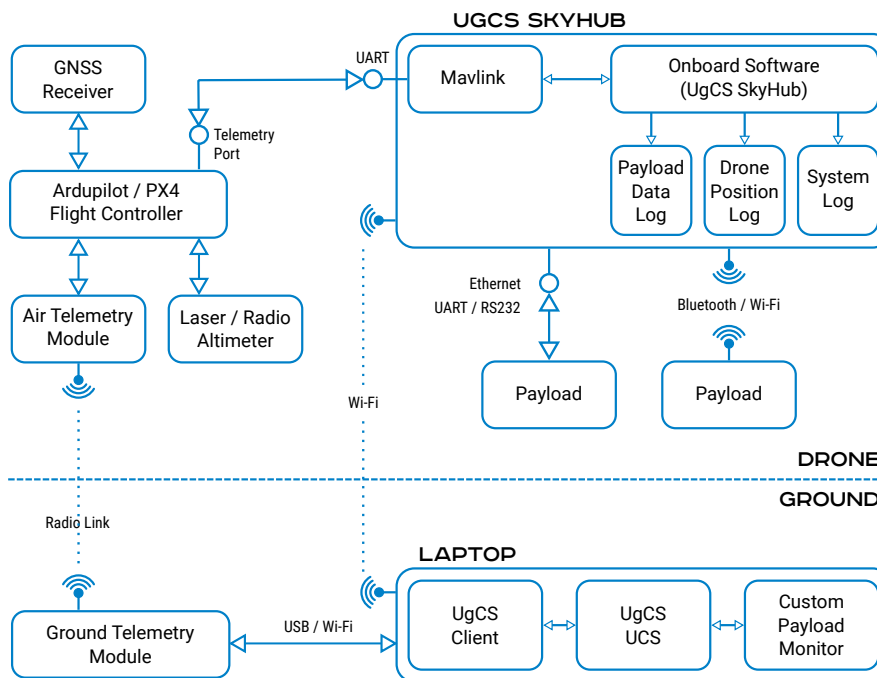 UGCS SKYHUB
GNSS
Receiver
UART
Mavlink
Onboard Software
(UgCS SkyHub)
Telemetry
Port
Payload
Data
Log
Drone
Position
Log
System
Log
Ardupilot / PX4
Flight Controller
Air Telemetry
Module
Laser / Radio
Altimeter
Ethernet
UART / RS232
Bluetooth / Wi-Fi
Wi-Fi
Payload
Payload
DRONE
GROUND
Radio Link
LAPTOP
Ground Telemetry
Module
USB / Wi-Fi
UgCS
Client
UgCS
UCS
Custom
Payload
Monitor